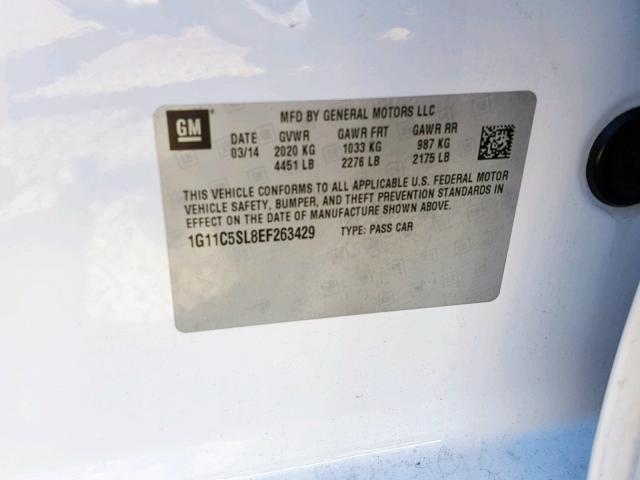 GM
MFD BY GENERAL MOTORS LLC
DATE GVWR GAWR FRT GAWR RR
03/14 2020 KG 1033 KG 987 KG
4451 LB 2276 LB 2175 LB
THIS VEHICLE CONFORMS TO ALL APPLICABLE U.S. FEDERAL MOTOR
VEHICLE SAFETY, BUMPER, AND THEFT PREVENTION STANDARDS IN
EFFECT ON THE DATE OF MANUFACTURE SHOWN ABOVE.
1G11C5SL8EF263429 TYPE: PASS CAR